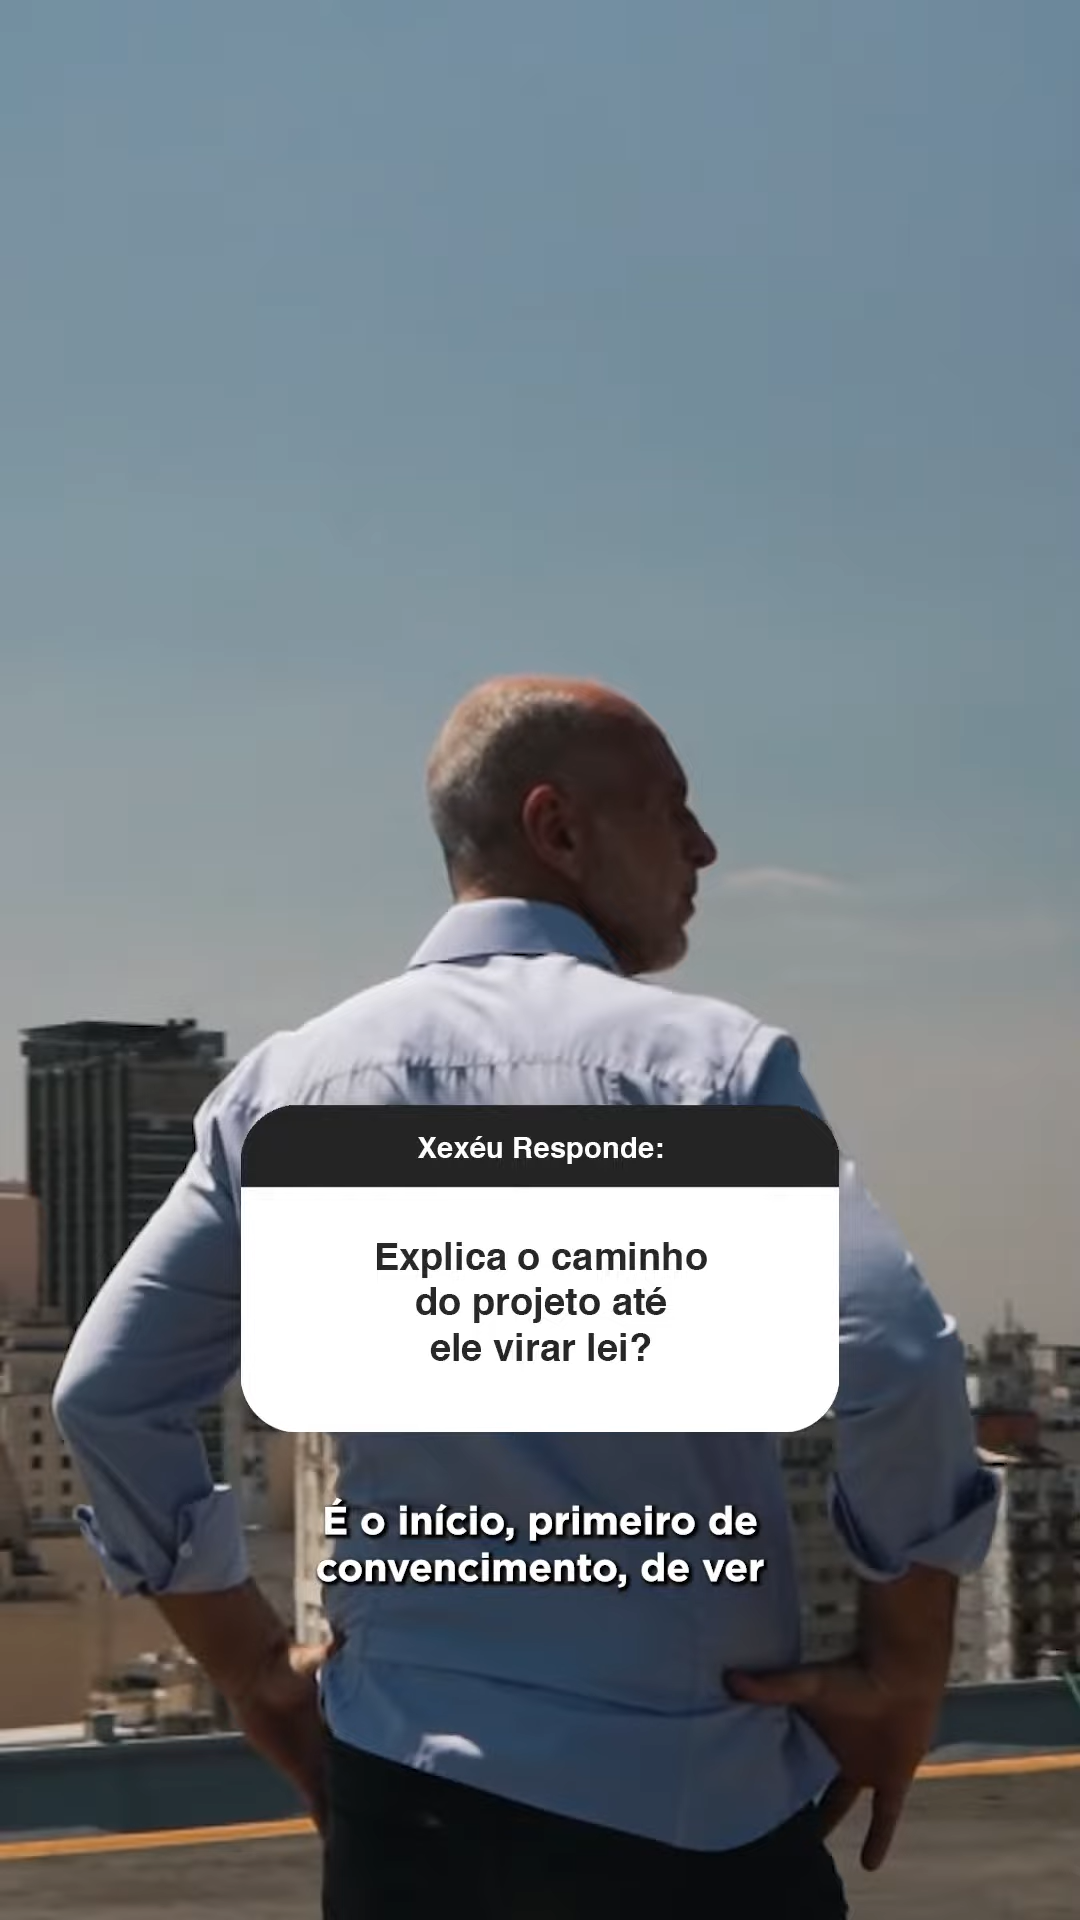 Xexéu Responde:
Explica o caminho
do projeto até
ele virar lei?
É o início, primeiro de
convencimento, de ver